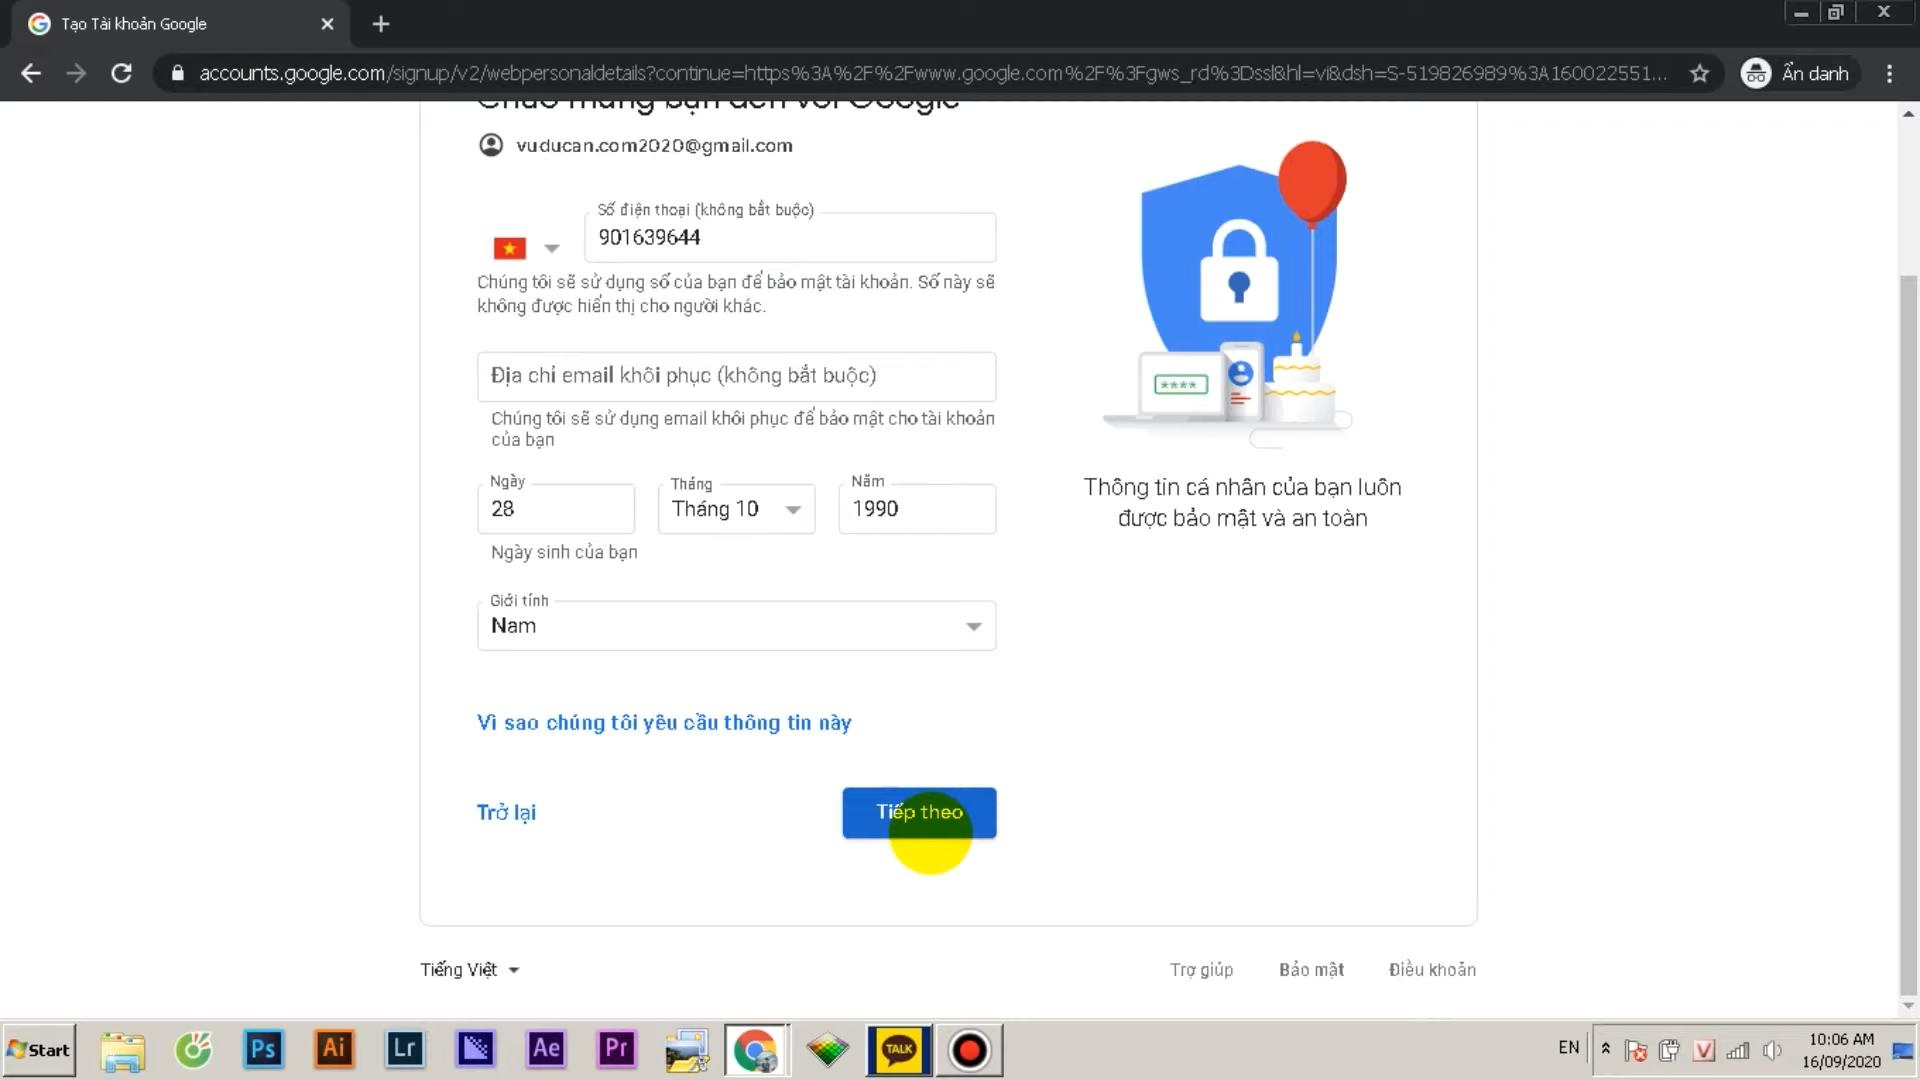 Tạo Tài khoản Google
accounts.google.com/signup/v2/webpersonaldetails?continue=https%3A%2F%2Fwww.google.com%2F%3Fgws_rd%3Dssl&hl=vi&dsh=S-519826989%3A160022551...
Ẩn danh
Chào mừng bạn đến với Google
vuducan.com2020@gmail.com
Số điện thoại (không bắt buộc)
901639644
Chúng tôi sẽ sử dụng số của bạn để bảo mật tài khoản. Số này sẽ
không được hiển thị cho người khác.
Địa chỉ email khôi phục (không bắt buộc)
Chúng tôi sẽ sử dụng email khôi phục để bảo mật cho tài khoản
của bạn
Ngày
Tháng
Năm
28
Tháng 10
1990
Ngày sinh của bạn
Giới tính
Nam
****
Thông tin cá nhân của bạn luôn
được bảo mật và an toàn
Vì sao chúng tôi yêu cầu thông tin này
Trở lại
Tiếp theo
Tiếng Việt
Trợ giúp
Bảo mật
Điều khoản
Start
Ps
Ai
Lr
Ae
Pr
TALK
EN
V
10:06 AM
16/09/2020